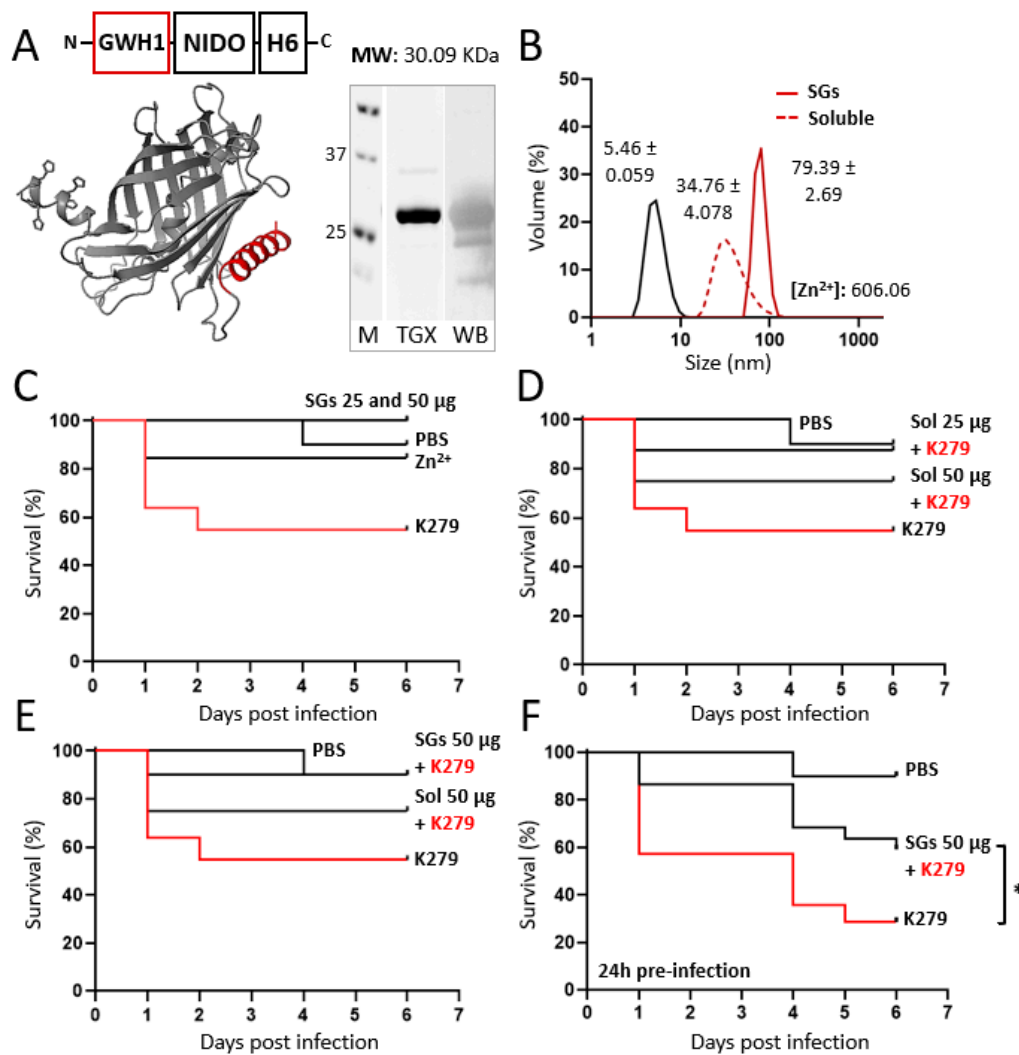 A
N GWH1 NIDO H6 C
MW: 30.09 KDa
37
25
M TGX WB
B
50
40
30
20
10
0
Volume (%)
SGs
Soluble
5.46 ±
0.059
34.76 ±
4.078
79.39 ±
2.69
[Zn²⁺]: 606.06
1 10 100 1000
Size (nm)
C
100
80
60
40
20
0
Survival (%)
SGs 25 and 50 µg
PBS
Zn²⁺
K279
0 1 2 3 4 5 6 7
Days post infection
D
100
80
60
40
20
0
Survival (%)
PBS
Sol 25 µg
+ K279
Sol 50 µg
+ K279
K279
0 1 2 3 4 5 6 7
Days post infection
E
100
80
60
40
20
0
Survival (%)
PBS
SGs 50 µg
+ K279
Sol 50 µg
+ K279
K279
0 1 2 3 4 5 6 7
Days post infection
F
100
80
60
40
20
0
Survival (%)
PBS
SGs 50 µg
+ K279
K279
*
24h pre-infection
0 1 2 3 4 5 6 7
Days post infection